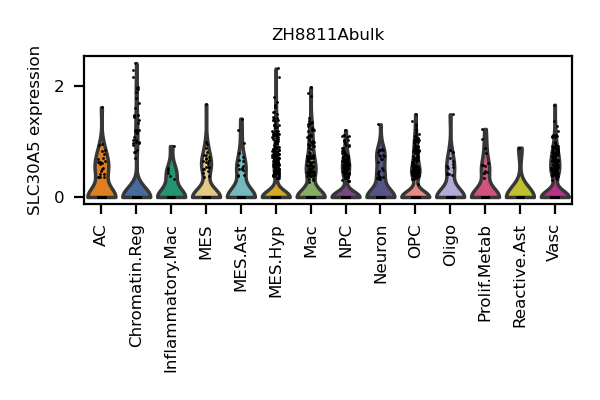 ZH8811Abulk
SLC30A5 expression
2
0
AC
Chromatin.Reg
Inflammatory.Mac
MES
MES.Ast
MES.Hyp
Mac
NPC
Neuron
OPC
Oligo
Prolif.Metab
Reactive.Ast
Vasc